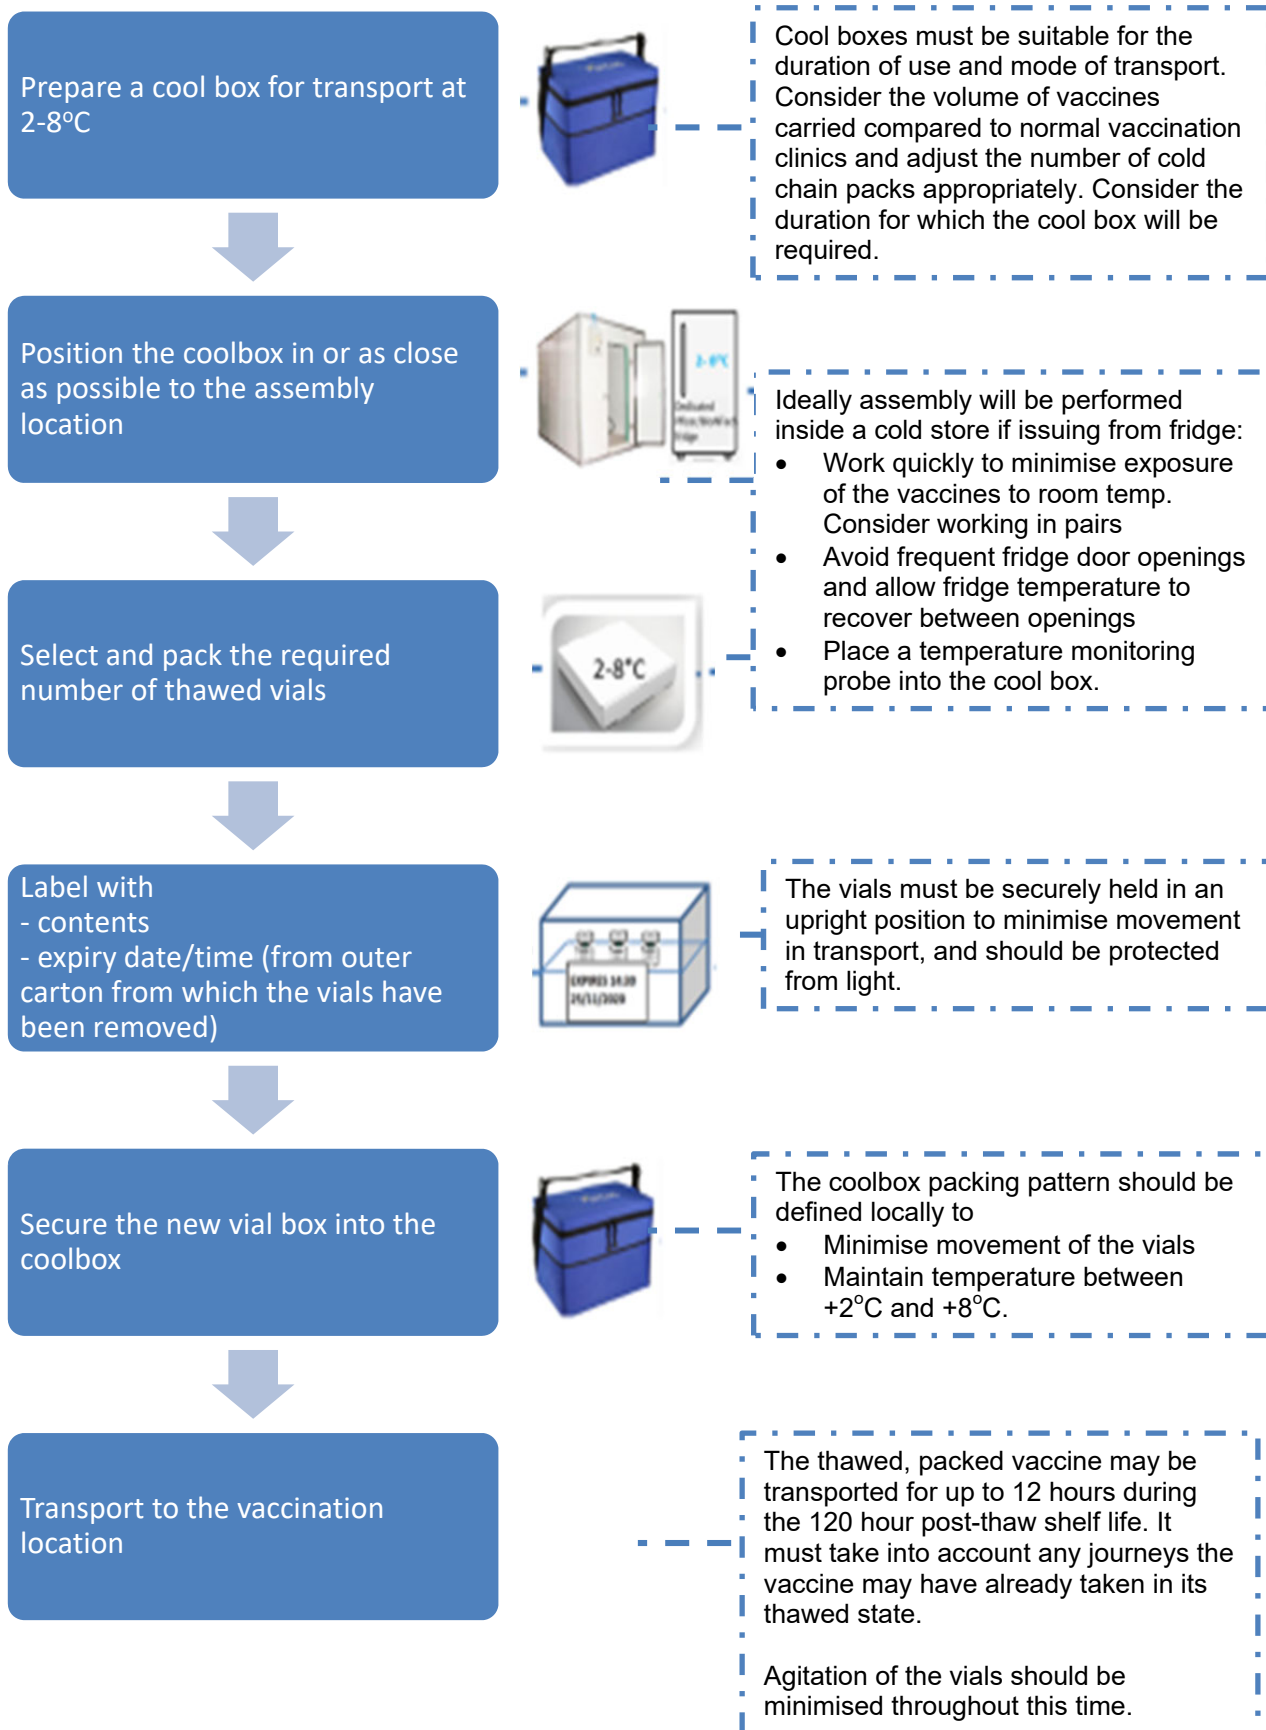 Prepare a cool box for transport at
2-8°C
Cool boxes must be suitable for the
duration of use and mode of transport.
Consider the volume of vaccines
carried compared to normal vaccination
clinics and adjust the number of cold
chain packs appropriately. Consider the
duration for which the cool box will be
required.
Position the coolbox in or as close
as possible to the assembly
location
2-8°C
Ideally assembly will be performed
inside a cold store if issuing from fridge:
• Work quickly to minimise exposure
of the vaccines to room temp.
Consider working in pairs
• Avoid frequent fridge door openings
and allow fridge temperature to
recover between openings
• Place a temperature monitoring
probe into the cool box.
Select and pack the required
number of thawed vials
2-8°C
Label with
- contents
- expiry date/time (from outer
carton from which the vials have
been removed)
EXPIRES
The vials must be securely held in an
upright position to minimise movement
in transport, and should be protected
from light.
Secure the new vial box into the
coolbox
The coolbox packing pattern should be
defined locally to
• Minimise movement of the vials
• Maintain temperature between
+2°C and +8°C.
Transport to the vaccination
location
The thawed, packed vaccine may be
transported for up to 12 hours during
the 120 hour post-thaw shelf life. It
must take into account any journeys the
vaccine may have already taken in its
thawed state.
Agitation of the vials should be
minimised throughout this time.